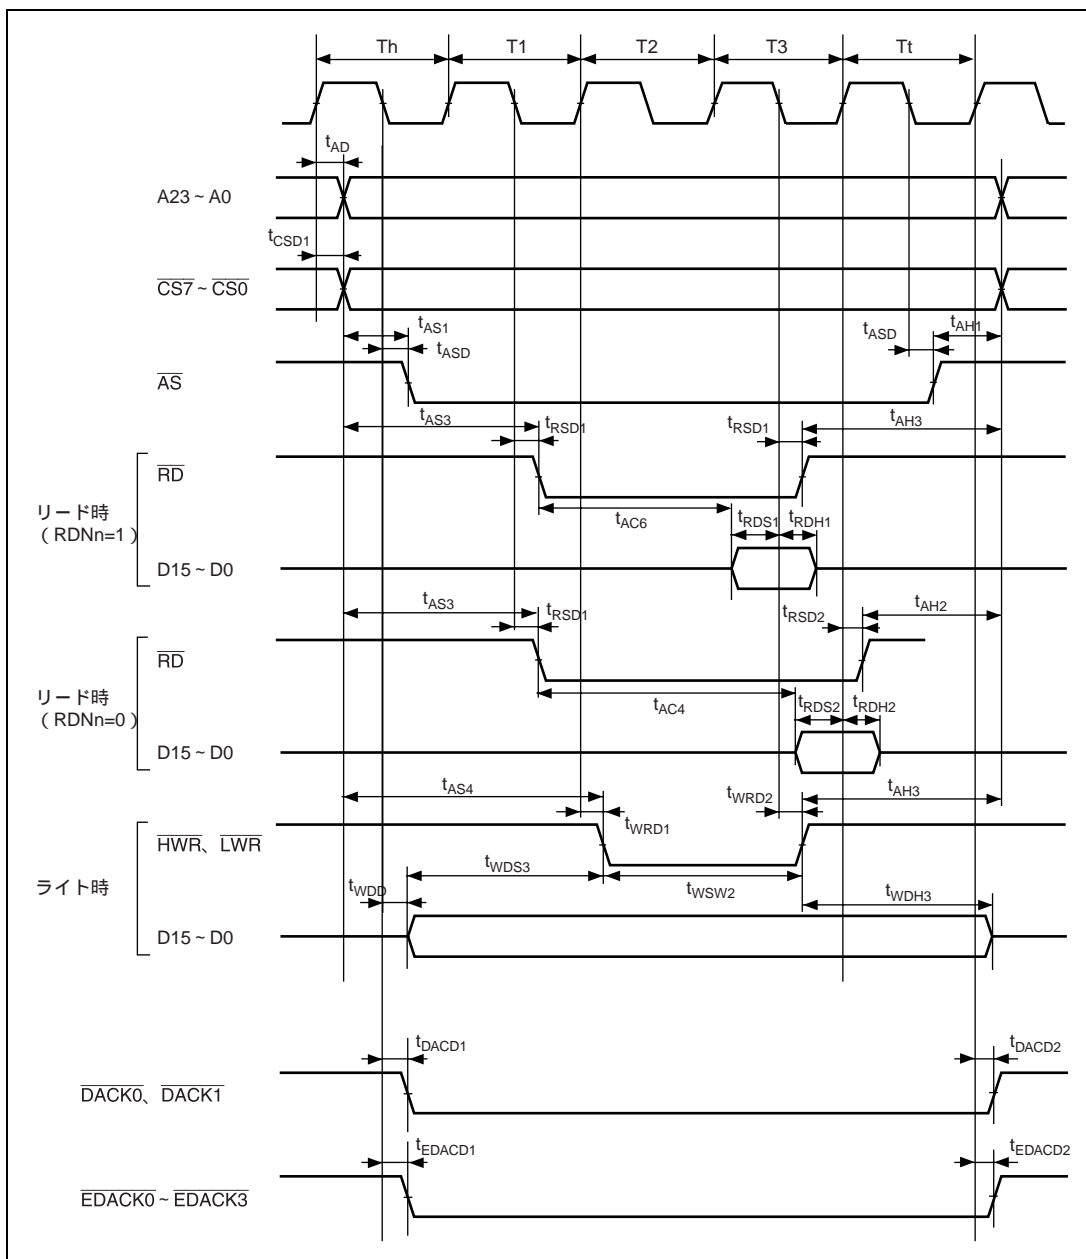 Th T1 T2 T3 Tt
tAD
A23 ~ A0
tCSD1
CS7 ~ CS0
tAS1
tASD
tASD
tAH1
AS
tAS3
tRSD1
tRSD1
tAH3
リード時
( RDNn=1 )
RD
tAC6
tRDS1
tRDH1
D15 ~ D0
tAS3
tRSD1
tRSD2
tAH2
リード時
( RDNn=0 )
RD
tAC4
tRDS2
tRDH2
D15 ~ D0
tAS4
tWRD1
tWRD2
tAH3
ライト時
HWR、LWR
tWDD
tWDS3
tWSW2
tWDH3
D15 ~ D0
tDACD1
tDACD2
DACK0、DACK1
tEDACD1
tEDACD2
EDACK0 ~ EDACK3